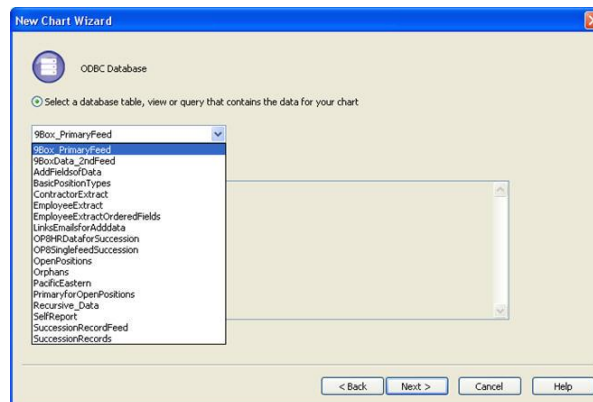 New Chart Wizard
ODBC Database
Select a database table, view or query that contains the data for your chart
9Box_PrimaryFeed
9Box_PrimaryFeed
9BoxData_2ndFeed
AddFieldsofData
BasicPositionTypes
ContractorExtract
EmployeeExtract
EmployeeExtractOrderedFields
LinksEmailsforAdddata
OP8HRDataforSuccession
OP8SinglefeedSuccession
OpenPositions
Orphans
PacificEastern
PrimaryforOpenPositions
Recursive_Data
SelfReport
SuccessionRecordFeed
SuccessionRecords
< Back Next > Cancel Help